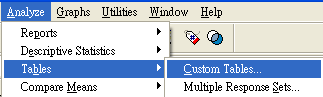 Analyze Graphs Utilities Window Help
Reports
Descriptive Statistics
Tables
Custom Tables...
Compare Means
Multiple Response Sets...